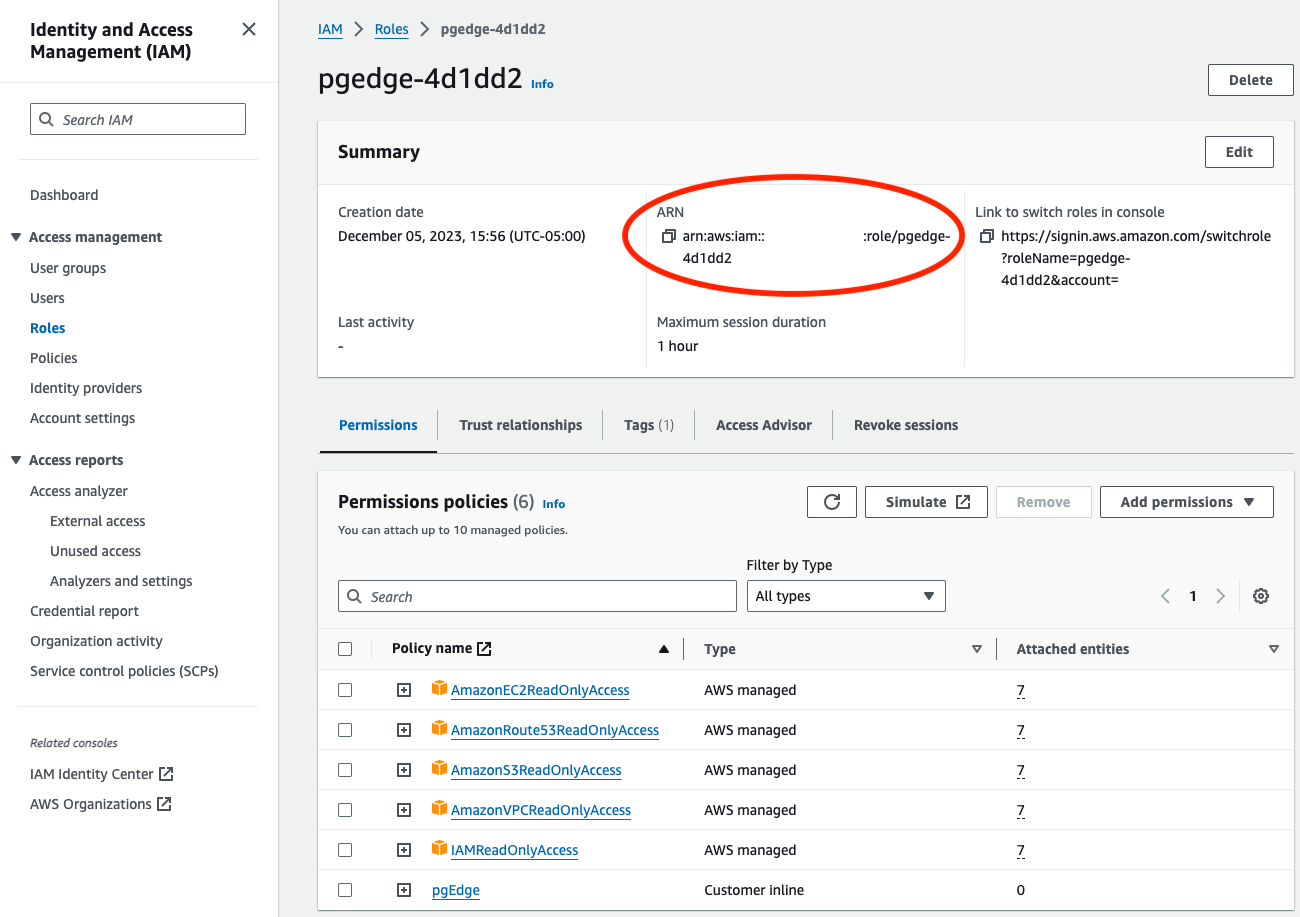 Identity and Access
Management (IAM)
Search IAM
Dashboard
Access management
User groups
Users
Roles
Policies
Identity providers
Account settings
Access reports
Access analyzer
External access
Unused access
Analyzers and settings
Credential report
Organization activity
Service control policies (SCPs)
Related consoles
IAM Identity Center
AWS Organizations
IAM > Roles > pgedge-4d1dd2
pgedge-4d1dd2 Info
Delete
Summary
Edit
Creation date
December 05, 2023, 15:56 (UTC-05:00)
ARN
arn:aws:iam:: :role/pgedge-
4d1dd2
Link to switch roles in console
https://signin.aws.amazon.com/switchrole
?roleName=pgedge-
4d1dd2&account=
Last activity
-
Maximum session duration
1 hour
Permissions
Trust relationships
Tags (1)
Access Advisor
Revoke sessions
Permissions policies (6) Info
You can attach up to 10 managed policies.
Simulate
Remove
Add permissions
Filter by Type
Search
All types
1
Policy name Type Attached entities
AmazonEC2ReadOnlyAccess AWS managed 7
AmazonRoute53ReadOnlyAccess AWS managed 7
AmazonS3ReadOnlyAccess AWS managed 7
AmazonVPCReadOnlyAccess AWS managed 7
IAMReadOnlyAccess AWS managed 7
pgEdge Customer inline 0